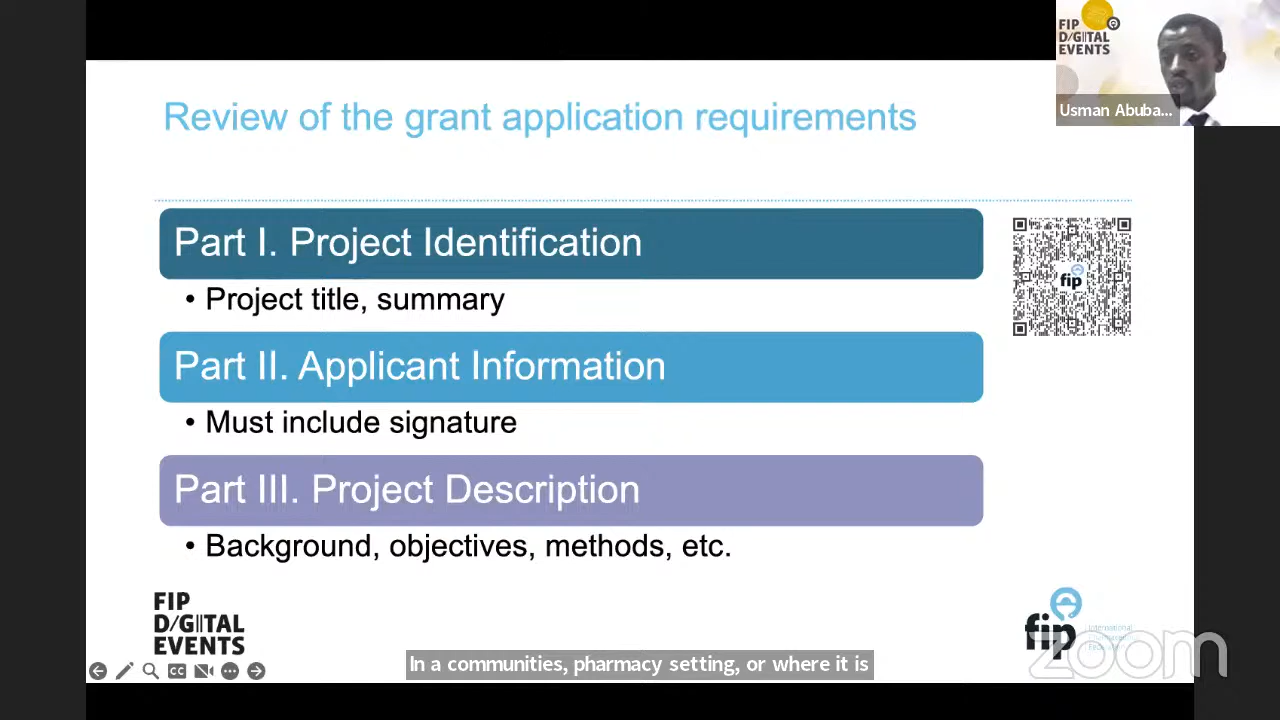 FIP
D/G||TAL
EVENTS
Usman Abuba...
Review of the grant application requirements
Part I. Project Identification
• Project title, summary
fip
Part II. Applicant Information
• Must include signature
Part III. Project Description
• Background, objectives, methods, etc.
FIP
D/G||TAL
EVENTS
fip
International
zoom
CC
In a communities, pharmacy setting, or where it is